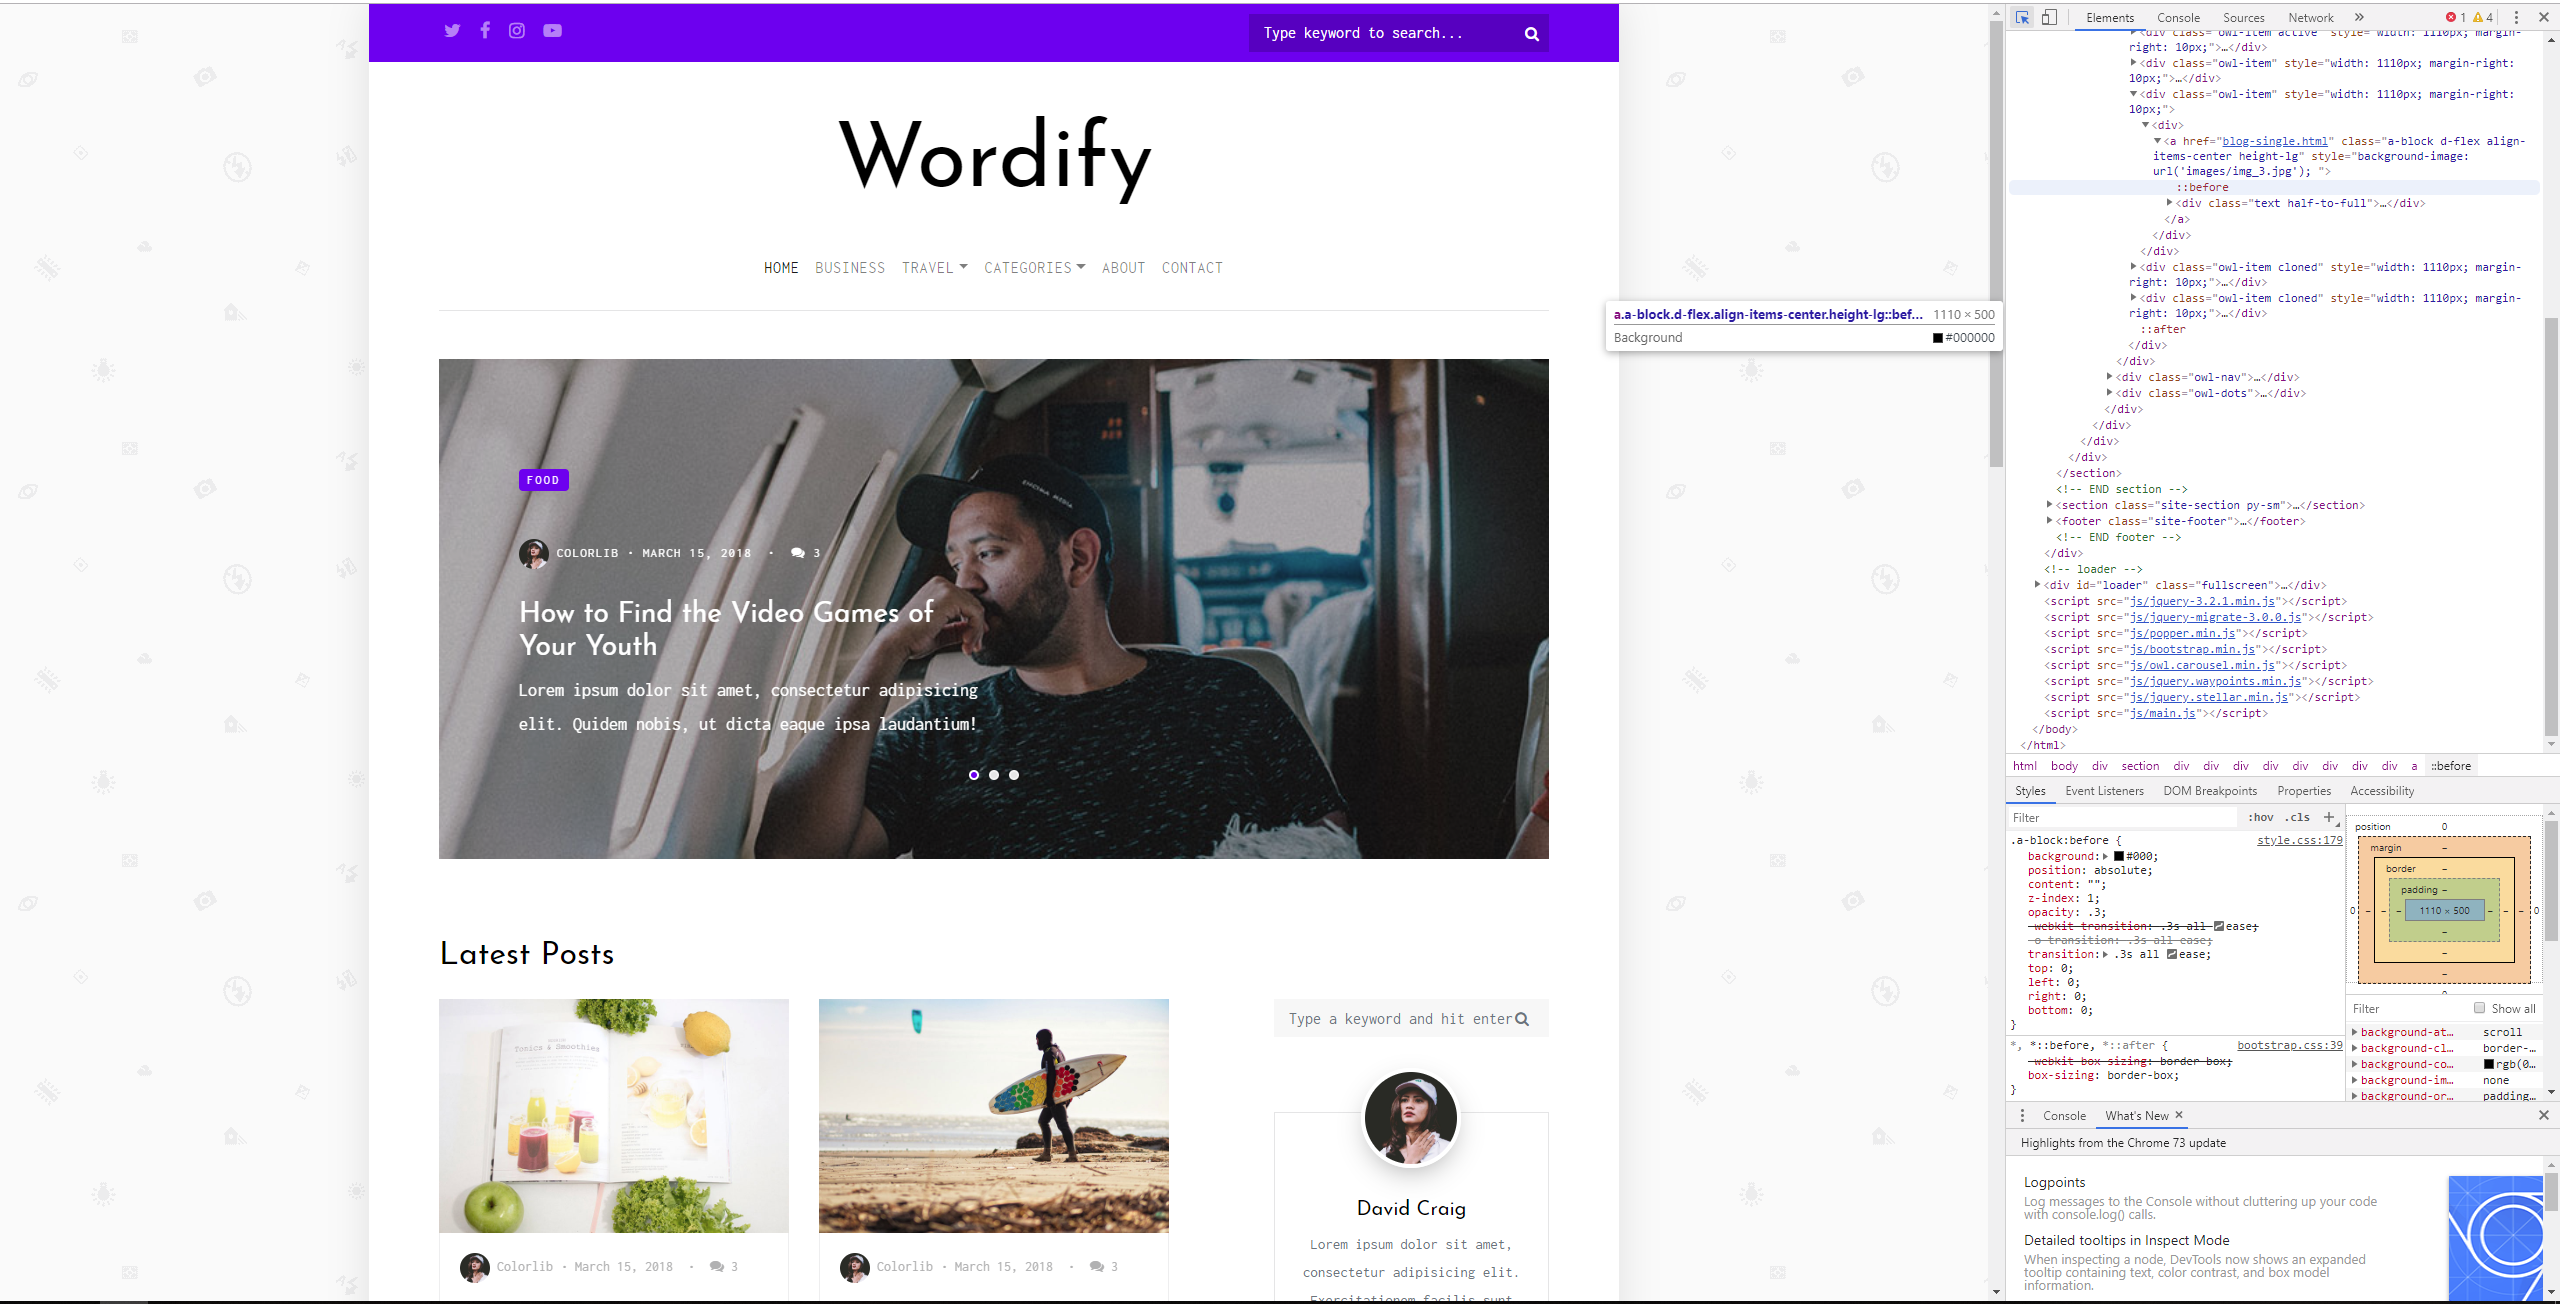 Type keyword to search...
Wordify
HOME BUSINESS TRAVEL CATEGORIES ABOUT CONTACT
a.a-block.d-flex.align-items-center.height-lg::bef... 1110 × 500
Background #000000
FOOD
COLORLIB · MARCH 15, 2018 · 3
How to Find the Video Games of
Your Youth
Lorem ipsum dolor sit amet, consectetur adipisicing
elit. Quidem nobis, ut dicta eaque ipsa laudantium!
Latest Posts
Tonics & Smoothies
Colorlib · March 15, 2018 · 3
Colorlib · March 15, 2018 · 3
Type a keyword and hit enter
David Craig
Lorem ipsum dolor sit amet,
consectetur adipisicing elit.
Exercitationem facilis sunt
Elements Console Sources Network » 1 4
<div class="owl-item active" style="width: 1110px; margin-
right: 10px;">…</div>
<div class="owl-item" style="width: 1110px; margin-right:
10px;">…</div>
<div class="owl-item" style="width: 1110px; margin-right:
10px;">
<div>
<a href="blog-single.html" class="a-block d-flex align-
items-center height-lg" style="background-image:
url('images/img_3.jpg'); ">
::before
<div class="text half-to-full">…</div>
</a>
</div>
</div>
<div class="owl-item cloned" style="width: 1110px; margin-
right: 10px;">…</div>
<div class="owl-item cloned" style="width: 1110px; margin-
right: 10px;">…</div>
::after
</div>
</div>
<div class="owl-nav">…</div>
<div class="owl-dots">…</div>
</div>
</div>
</div>
</div>
</section>
<!-- END section -->
<section class="site-section py-sm">…</section>
<footer class="site-footer">…</footer>
<!-- END footer -->
</div>
<!-- loader -->
<div id="loader" class="fullscreen">…</div>
<script src="js/jquery-3.2.1.min.js"></script>
<script src="js/jquery-migrate-3.0.0.js"></script>
<script src="js/popper.min.js"></script>
<script src="js/bootstrap.min.js"></script>
<script src="js/owl.carousel.min.js"></script>
<script src="js/jquery.waypoints.min.js"></script>
<script src="js/jquery.stellar.min.js"></script>
<script src="js/main.js"></script>
</body>
</html>
html body div section div div div div div div div div a ::before
Styles Event Listeners DOM Breakpoints Properties Accessibility
Filter :hov .cls +
.a-block:before { style.css:179
background: #000;
position: absolute;
content: "";
z-index: 1;
opacity: .3;
-webkit-transition: .3s all ease;
-o-transition: .3s all ease;
transition: .3s all ease;
top: 0;
left: 0;
right: 0;
bottom: 0;
}
*, *::before, *::after { bootstrap.css:39
-webkit-box-sizing: border-box;
box-sizing: border-box;
}
position 0
margin -
border -
padding -
0 - - - 1110 × 500 - - - 0
-
-
-
Filter Show all
background-at… scroll
background-cl… border-…
background-co… rgb(0…
background-im… none
background-or… padding…
Console What's New ×
Highlights from the Chrome 73 update
Logpoints
Log messages to the Console without cluttering up your code
with console.log() calls.
Detailed tooltips in Inspect Mode
When inspecting a node, DevTools now shows an expanded
tooltip containing text, color contrast, and box model
information.